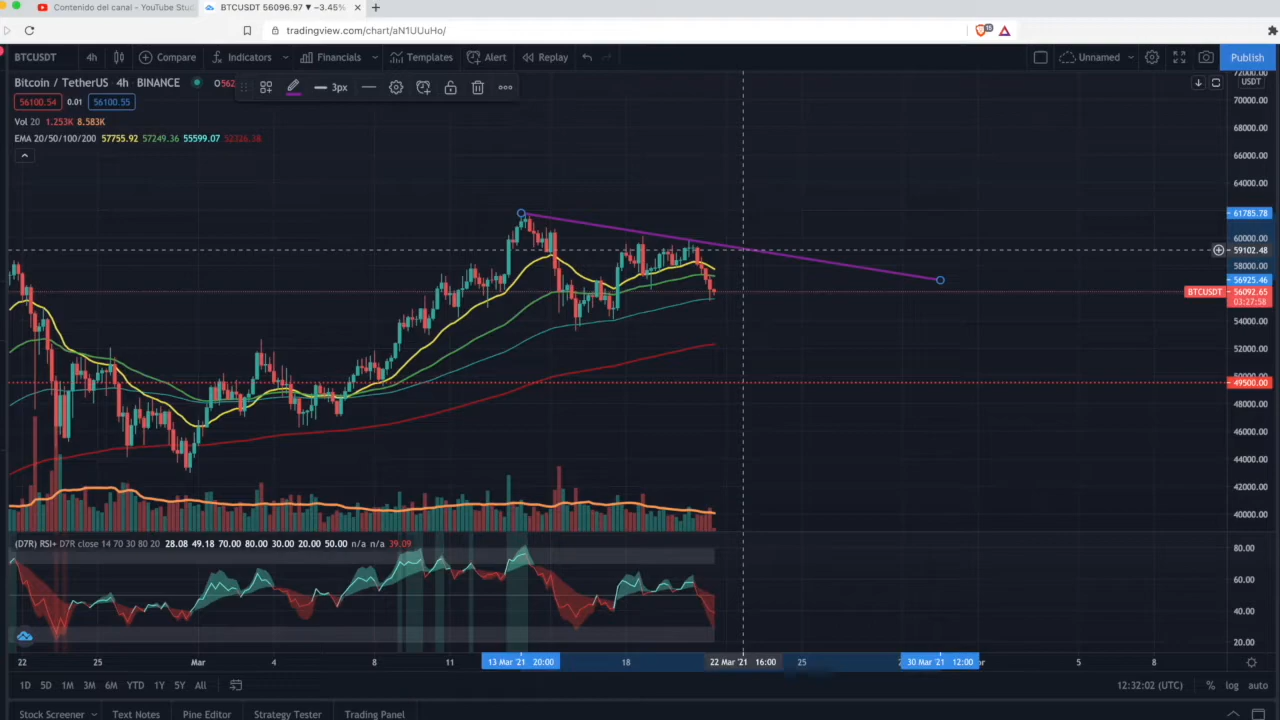 Contenido del canal - YouTube Stud
BTCUSDT 56096.97 ▼ −3.45%
tradingview.com/chart/aN1UUuHo/
15
BTCUSDT 4h Compare Indicators Financials Templates Alert Replay Unnamed Publish
Bitcoin / TetherUS 4h BINANCE O562
3px
56100.54 0.01 56100.55
Vol 20 1.253K 8.583K
EMA 20/50/100/200 57755.92 57249.36 55599.07
72000.00
USDT
70000.00
68000.00
66000.00
64000.00
61785.78
60000.00
59102.48
58000.00
56925.46
BTCUSDT 56092.65
03:27:58
54000.00
52000.00
50000.00
49500.00
48000.00
46000.00
44000.00
42000.00
40000.00
(D7R) RSI+ D7R close 14 70 30 80 20 28.08 49.18 70.00 80.00 30.00 20.00 50.00 n/a n/a 39.09
80.00
60.00
40.00
20.00
22 25 Mar 4 8 11 13 Mar '21 20:00 18 22 Mar '21 16:00 25 30 Mar '21 12:00 5 8
1D 5D 1M 3M 6M YTD 1Y 5Y All 12:32:02 (UTC) % log auto
Stock Screener Text Notes Pine Editor Strategy Tester Trading Panel